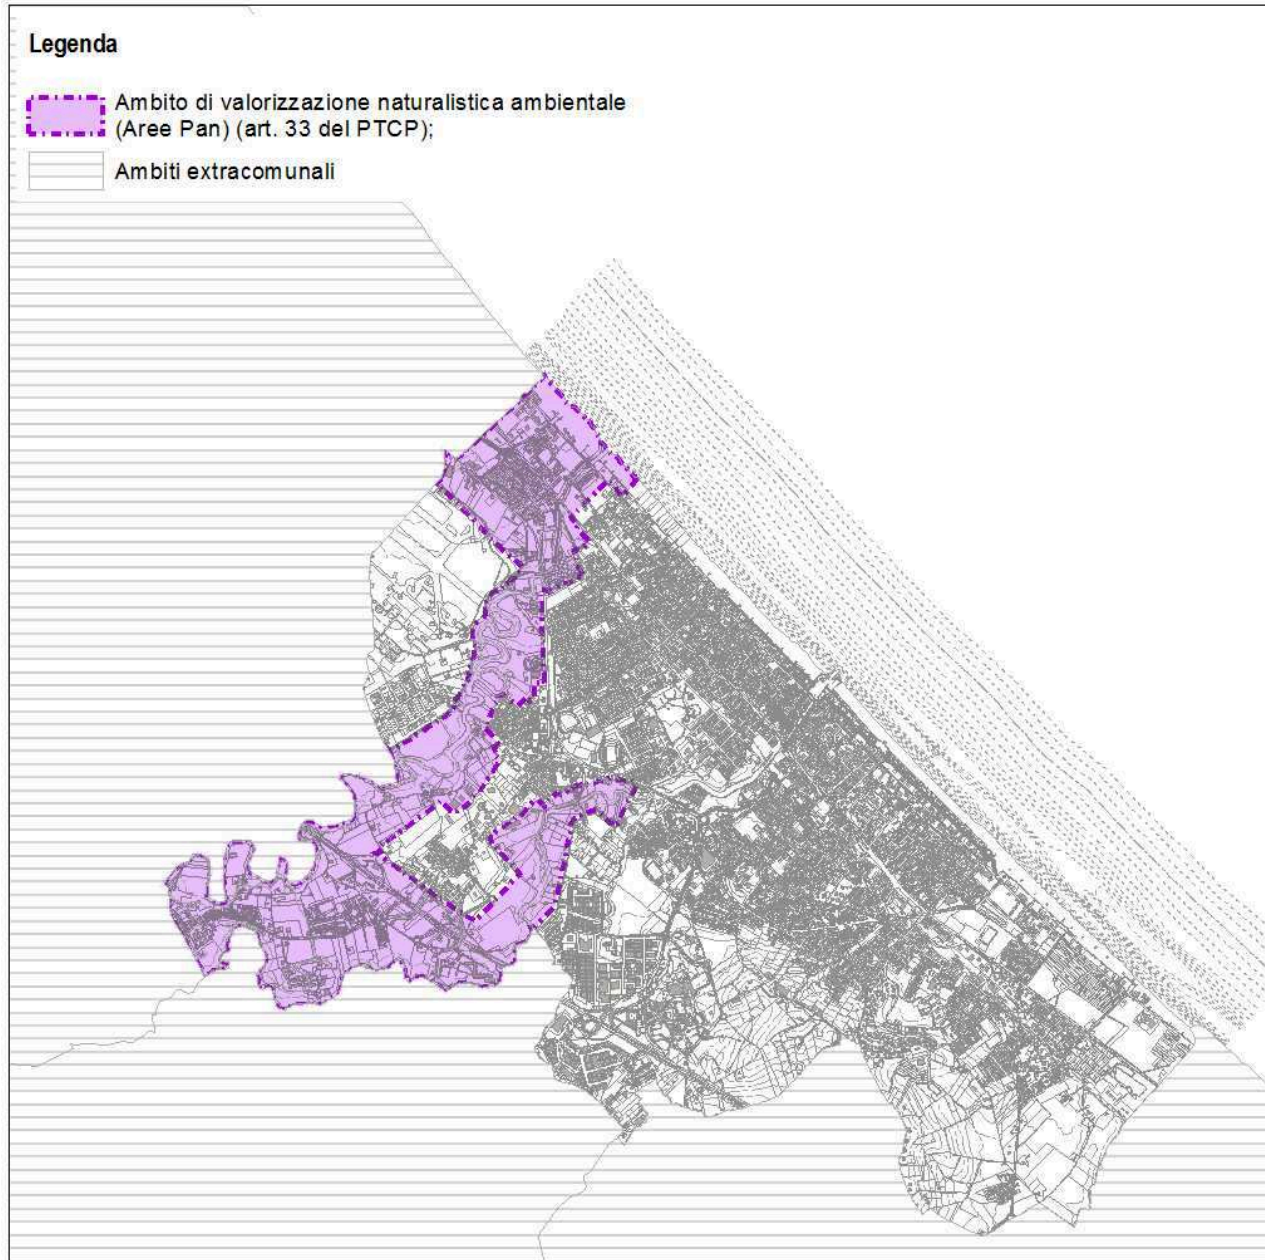 Legenda
Ambito di valorizzazione naturalistica ambientale
(Aree Pan) (art. 33 del PTCP);
Ambiti extracomunali